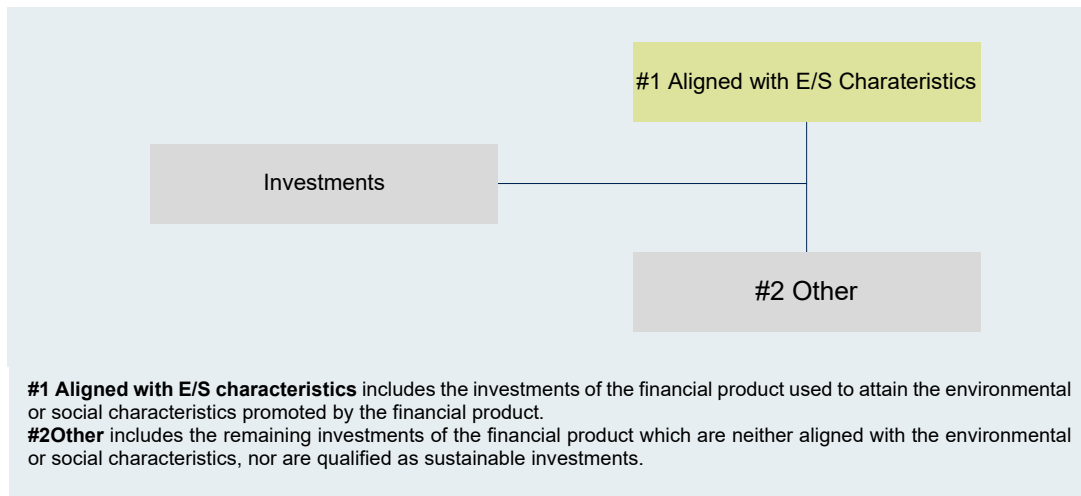 #1 Aligned with E/S Charateristics
Investments
#2 Other
#1 Aligned with E/S characteristics includes the investments of the financial product used to attain the environmental
or social characteristics promoted by the financial product.
#2Other includes the remaining investments of the financial product which are neither aligned with the environmental
or social characteristics, nor are qualified as sustainable investments.